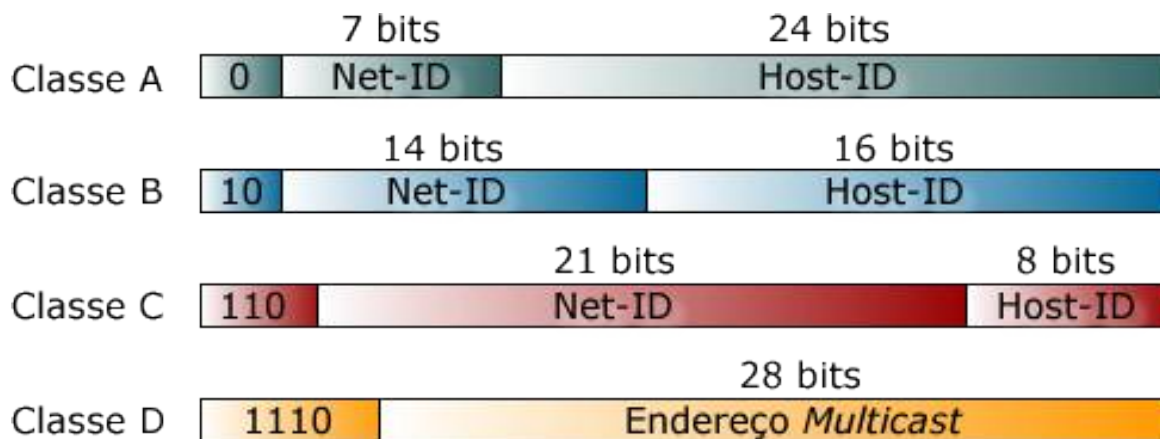 7 bits 24 bits
Classe A 0 Net-ID Host-ID
14 bits 16 bits
Classe B 10 Net-ID Host-ID
21 bits 8 bits
Classe C 110 Net-ID Host-ID
28 bits
Classe D 1110 Endereço Multicast